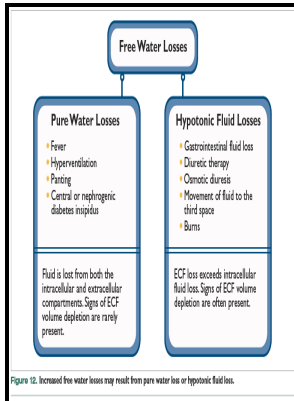 Free Water Losses
Pure Water Losses
• Fever
• Hyperventilation
• Panting
• Central or nephrogenic
diabetes insipidus
Fluid is lost from both the
intracellular and extracellular
compartments. Signs of ECF
volume depletion are rarely
present.
Hypotonic Fluid Losses
• Gastrointestinal fluid loss
• Diuretic therapy
• Osmotic diuresis
• Movement of fluid to the
third space
• Burns
ECF loss exceeds intracellular
fluid loss. Signs of ECF volume
depletion are often present.
Figure 12. Increased free water losses may result from pure water loss or hypotonic fluid loss.